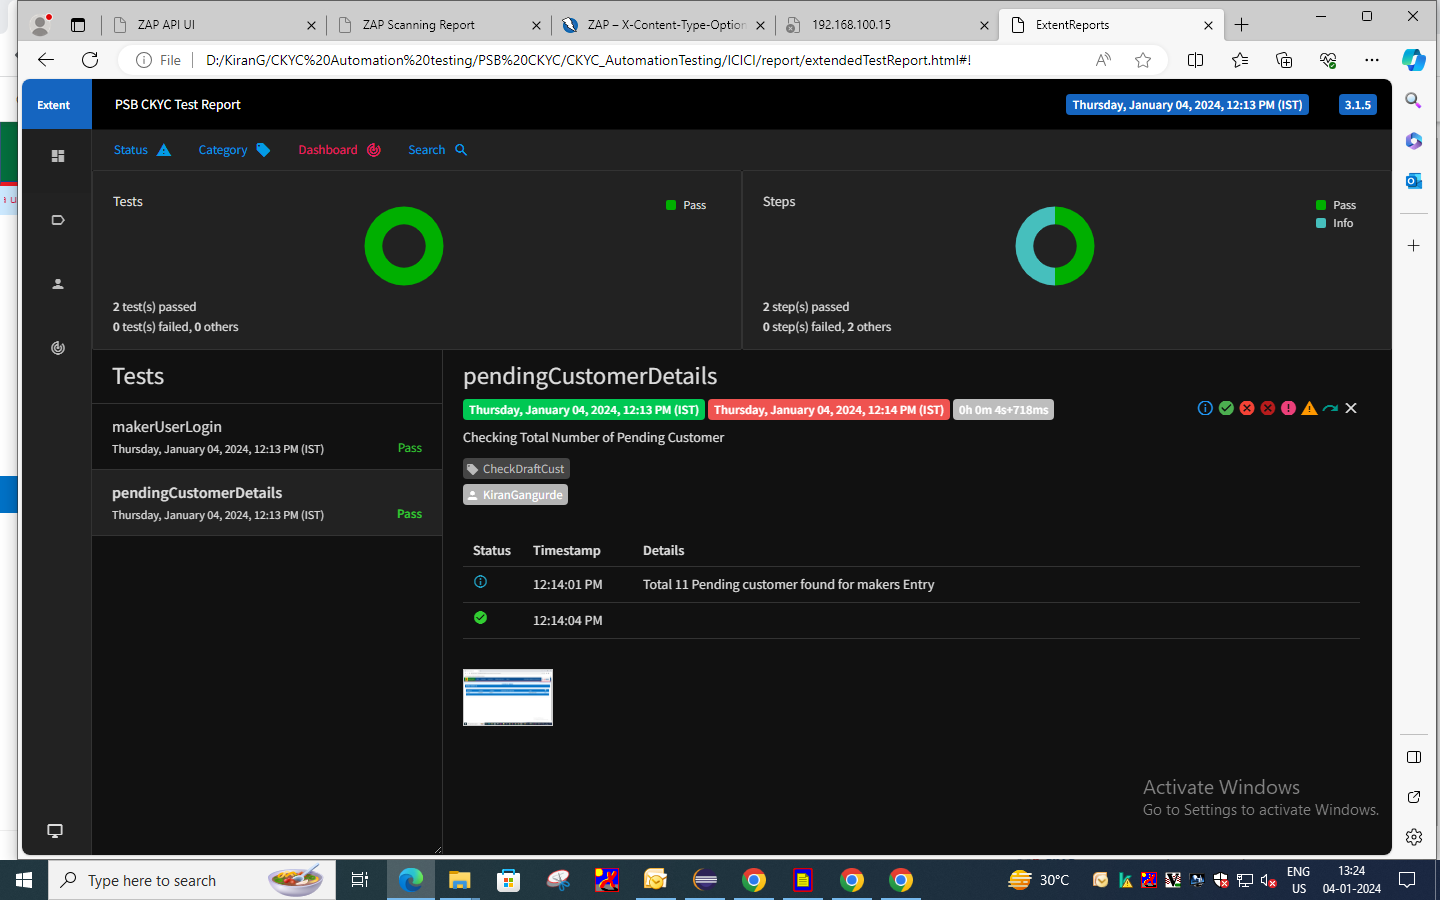 ZAP API UI
ZAP Scanning Report
ZAP – X-Content-Type-Option
192.168.100.15
ExtentReports
File
D:/KiranG/CKYC%20Automation%20testing/PSB%20CKYC/CKYC_AutomationTesting/ICICI/report/extendedTestReport.html#!
Extent
PSB CKYC Test Report
Thursday, January 04, 2024, 12:13 PM (IST)
3.1.5
Status
Category
Dashboard
Search
Tests
Pass
2 test(s) passed
0 test(s) failed, 0 others
Steps
Pass
Info
2 step(s) passed
0 step(s) failed, 2 others
Tests
makerUserLogin
Thursday, January 04, 2024, 12:13 PM (IST)
Pass
pendingCustomerDetails
Thursday, January 04, 2024, 12:13 PM (IST)
Pass
pendingCustomerDetails
Thursday, January 04, 2024, 12:13 PM (IST) Thursday, January 04, 2024, 12:14 PM (IST) 0h 0m 4s+718ms
Checking Total Number of Pending Customer
CheckDraftCust
KiranGangurde
Status Timestamp Details
12:14:01 PM Total 11 Pending customer found for makers Entry
12:14:04 PM
Activate Windows
Go to Settings to activate Windows.
Type here to search
30°C
ENG
US
13:24
04-01-2024